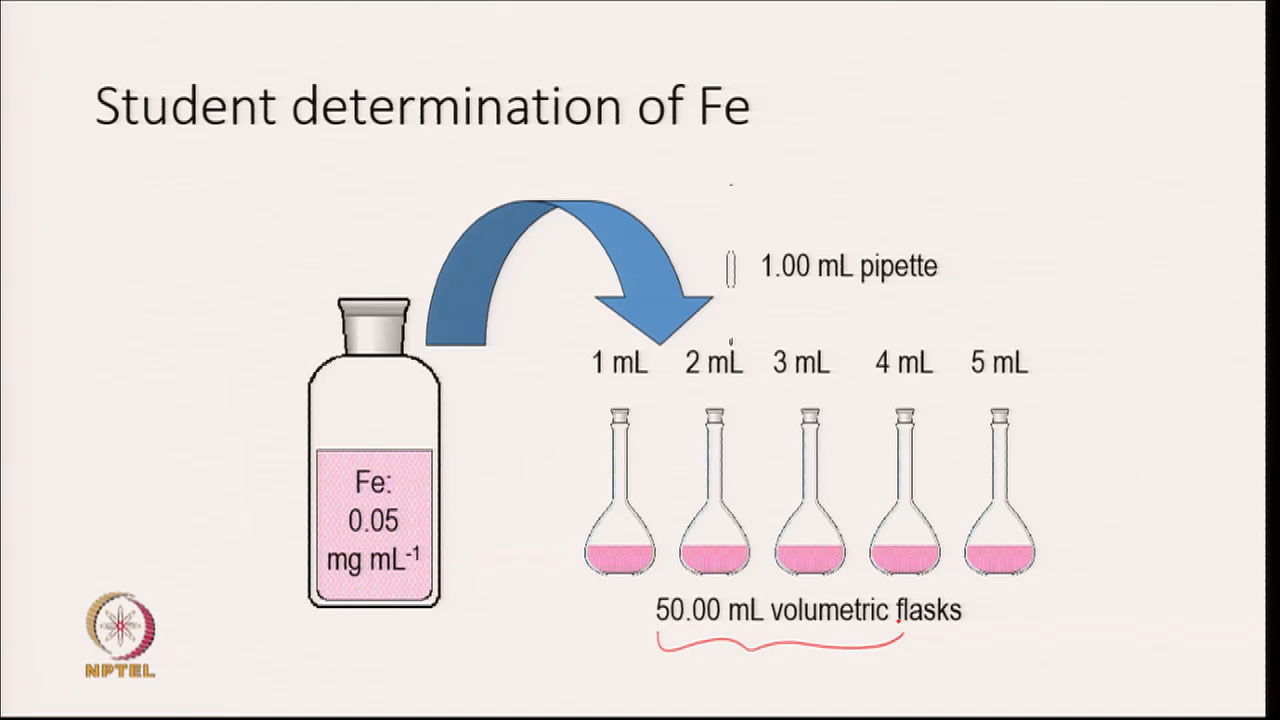 Student determination of Fe
1.00 mL pipette
1 mL 2 mL 3 mL 4 mL 5 mL
Fe:
0.05
mg mL⁻¹
50.00 mL volumetric flasks
NPTEL